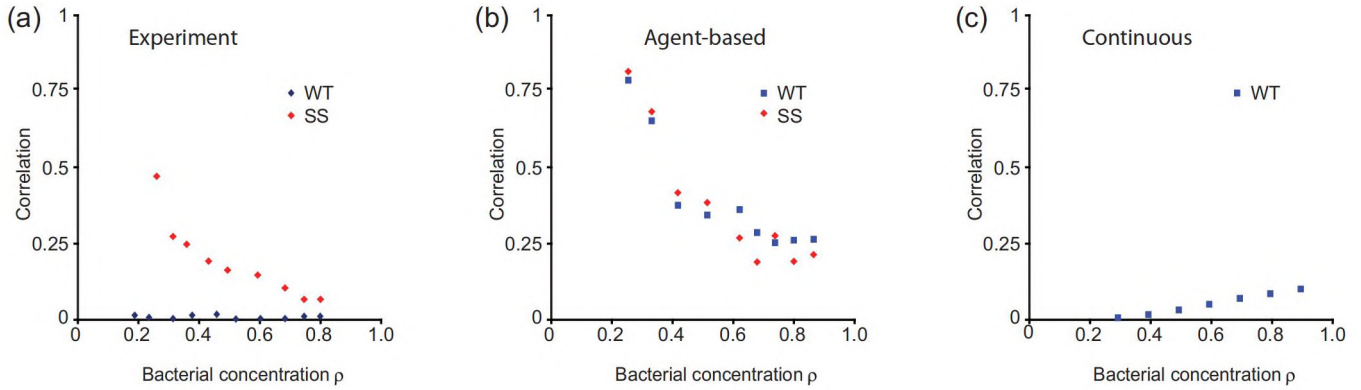 (a)
Experiment
WT
SS
Correlation
1
0.75
0.5
0.25
0
0 0.2 0.4 0.6 0.8 1.0
Bacterial concentration ρ
(b)
Agent-based
WT
SS
Correlation
1
0.75
0.5
0.25
0
0 0.2 0.4 0.6 0.8 1.0
Bacterial concentration ρ
(c)
Continuous
WT
Correlation
1
0.75
0.5
0.25
0
0 0.2 0.4 0.6 0.8 1.0
Bacterial concentration ρ